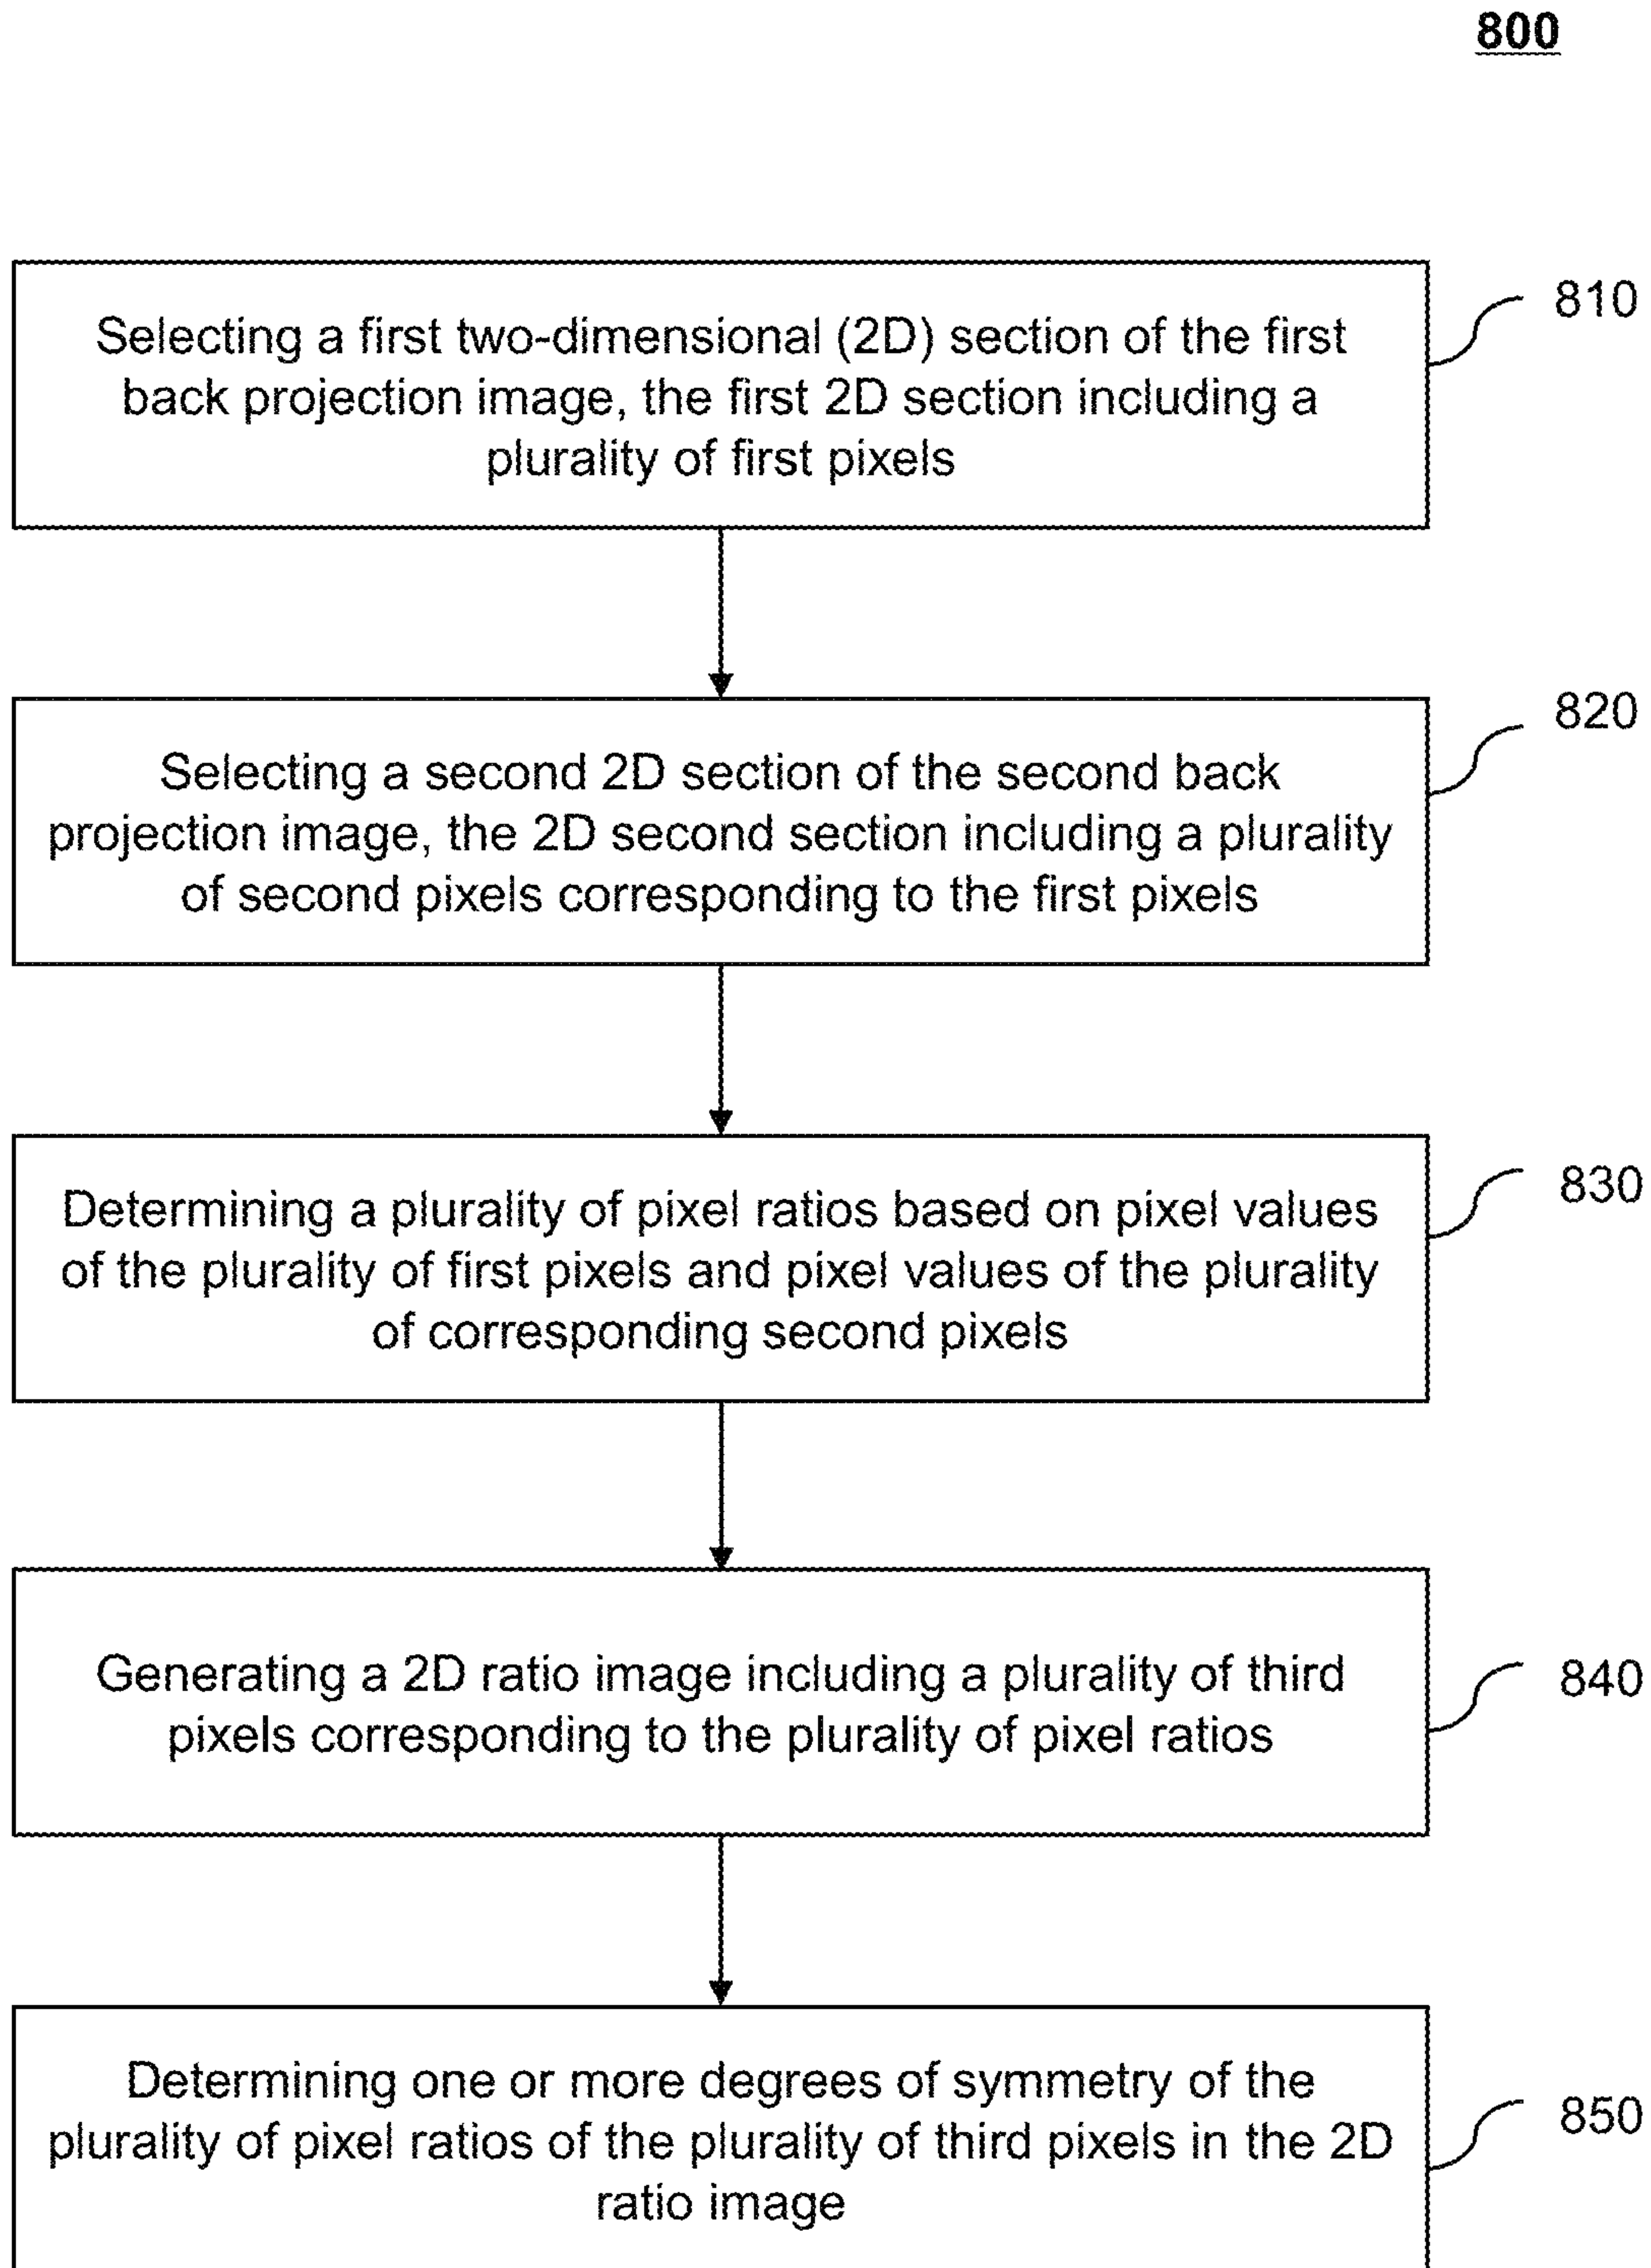 800
Selecting a first two-dimensional (2D) section of the first
back projection image, the first 2D section including a
plurality of first pixels
810
Selecting a second 2D section of the second back
projection image, the 2D second section including a plurality
of second pixels corresponding to the first pixels
820
Determining a plurality of pixel ratios based on pixel values
of the plurality of first pixels and pixel values of the plurality
of corresponding second pixels
830
Generating a 2D ratio image including a plurality of third
pixels corresponding to the plurality of pixel ratios
840
Determining one or more degrees of symmetry of the
plurality of pixel ratios of the plurality of third pixels in the 2D
ratio image
850